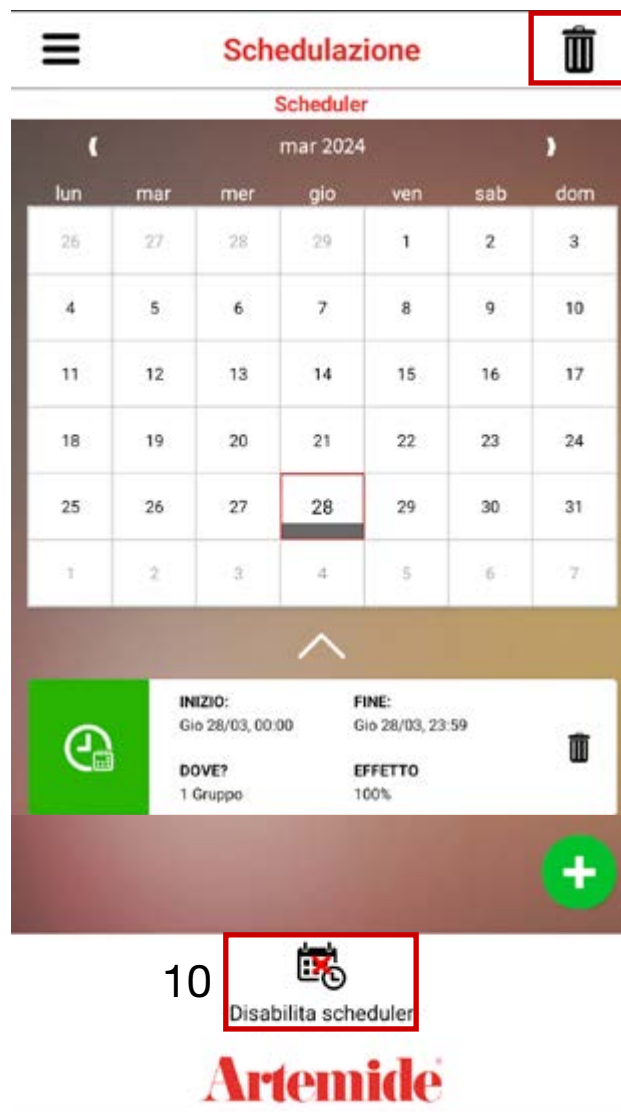 Schedulazione
Scheduler
mar 2024
lun mar mer gio ven sab dom
26 27 28 29 1 2 3
4 5 6 7 8 9 10
11 12 13 14 15 16 17
18 19 20 21 22 23 24
25 26 27 28 29 30 31
1 2 3 4 5 6 7
INIZIO: FINE:
Gio 28/03, 00:00 Gio 28/03, 23:59
DOVE? EFFETTO
1 Gruppo 100%
10
Disabilita scheduler
Artemide